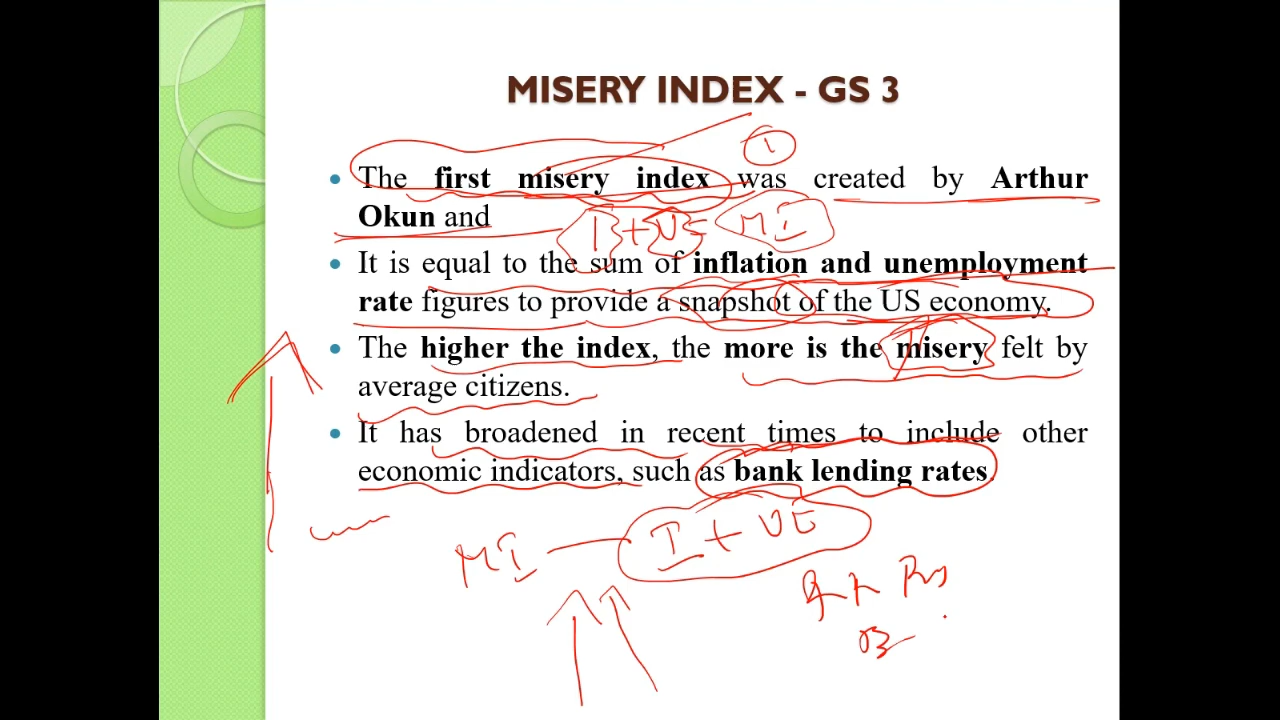 MISERY INDEX - GS 3
1
The first misery index was created by Arthur
Okun and
I + UE = MI
It is equal to the sum of inflation and unemployment
rate figures to provide a snapshot of the US economy.
The higher the index, the more is the misery felt by
average citizens.
It has broadened in recent times to include other
economic indicators, such as bank lending rates.
MI — I + UE